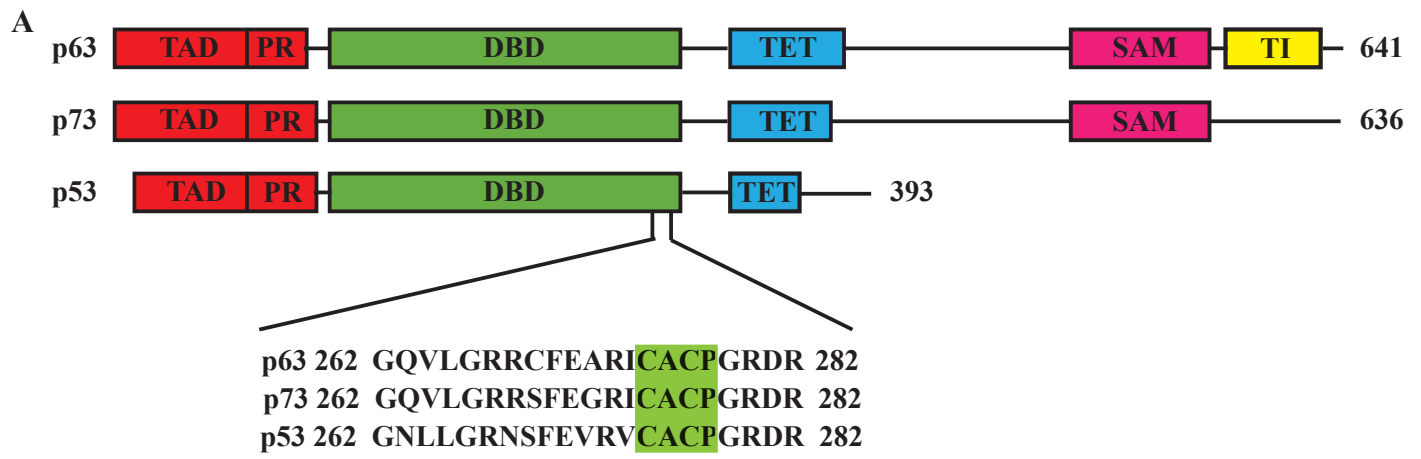 A
p63 TAD PR DBD TET SAM TI 641
p73 TAD PR DBD TET SAM 636
p53 TAD PR DBD TET 393
p63 262 GQVLGRRCFEARICACPGRDR 282
p73 262 GQVLGRRSFEGRICACPGRDR 282
p53 262 GNLLGRNSFEVRVCACPGRDR 282